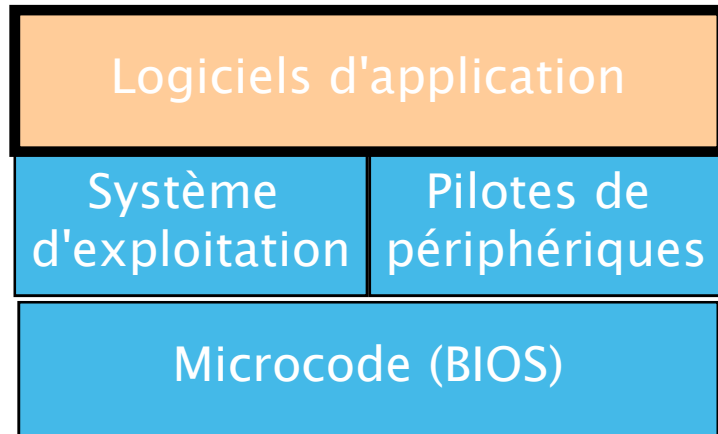 Logiciels d'application
Système
d'exploitation
Pilotes de
périphériques
Microcode (BIOS)